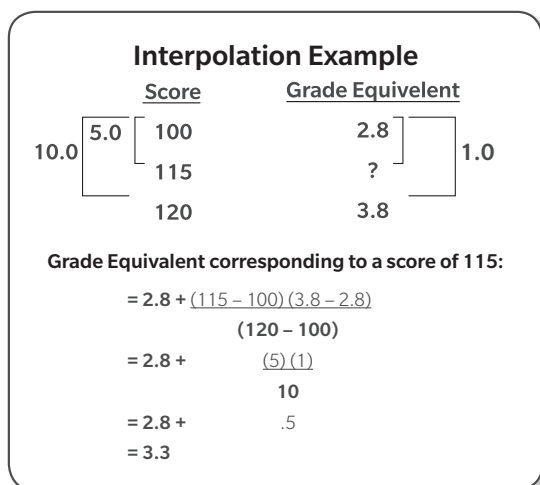 Interpolation Example
Score Grade Equivelent
5.0 100 2.8
10.0 1.0
115 ?
120 3.8
Grade Equivalent corresponding to a score of 115:
= 2.8 + (115 – 100) (3.8 – 2.8)
(120 – 100)
= 2.8 + (5) (1)
10
= 2.8 + .5
= 3.3